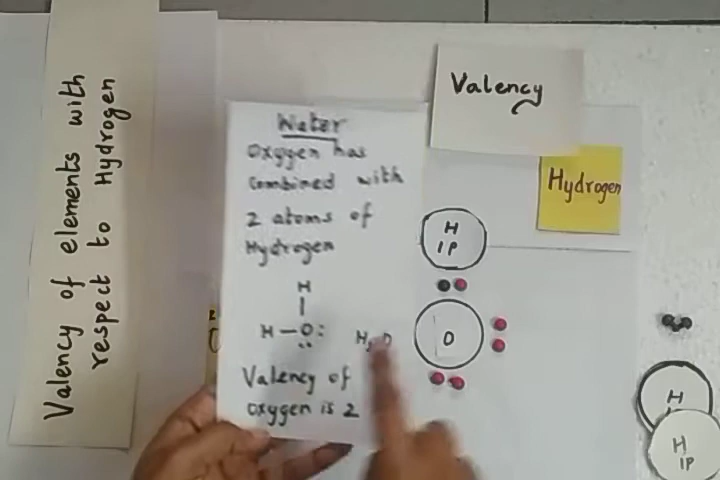 Valency of elements with
respect to Hydrogen
Water
Oxygen has
combined with
2 atoms of
Hydrogen
H
H-O:
H2O
Valency of
oxygen is 2
Valency
Hydrogen
H
1P
O
H
H
1P